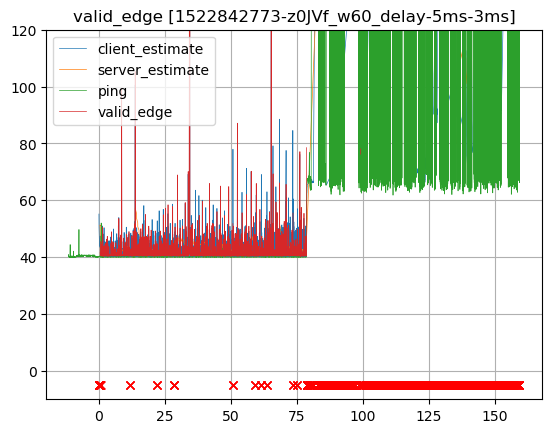 valid_edge [1522842773-z0JVf_w60_delay-5ms-3ms]
120
100
80
60
40
20
0
client_estimate
server_estimate
ping
valid_edge
0 25 50 75 100 125 150